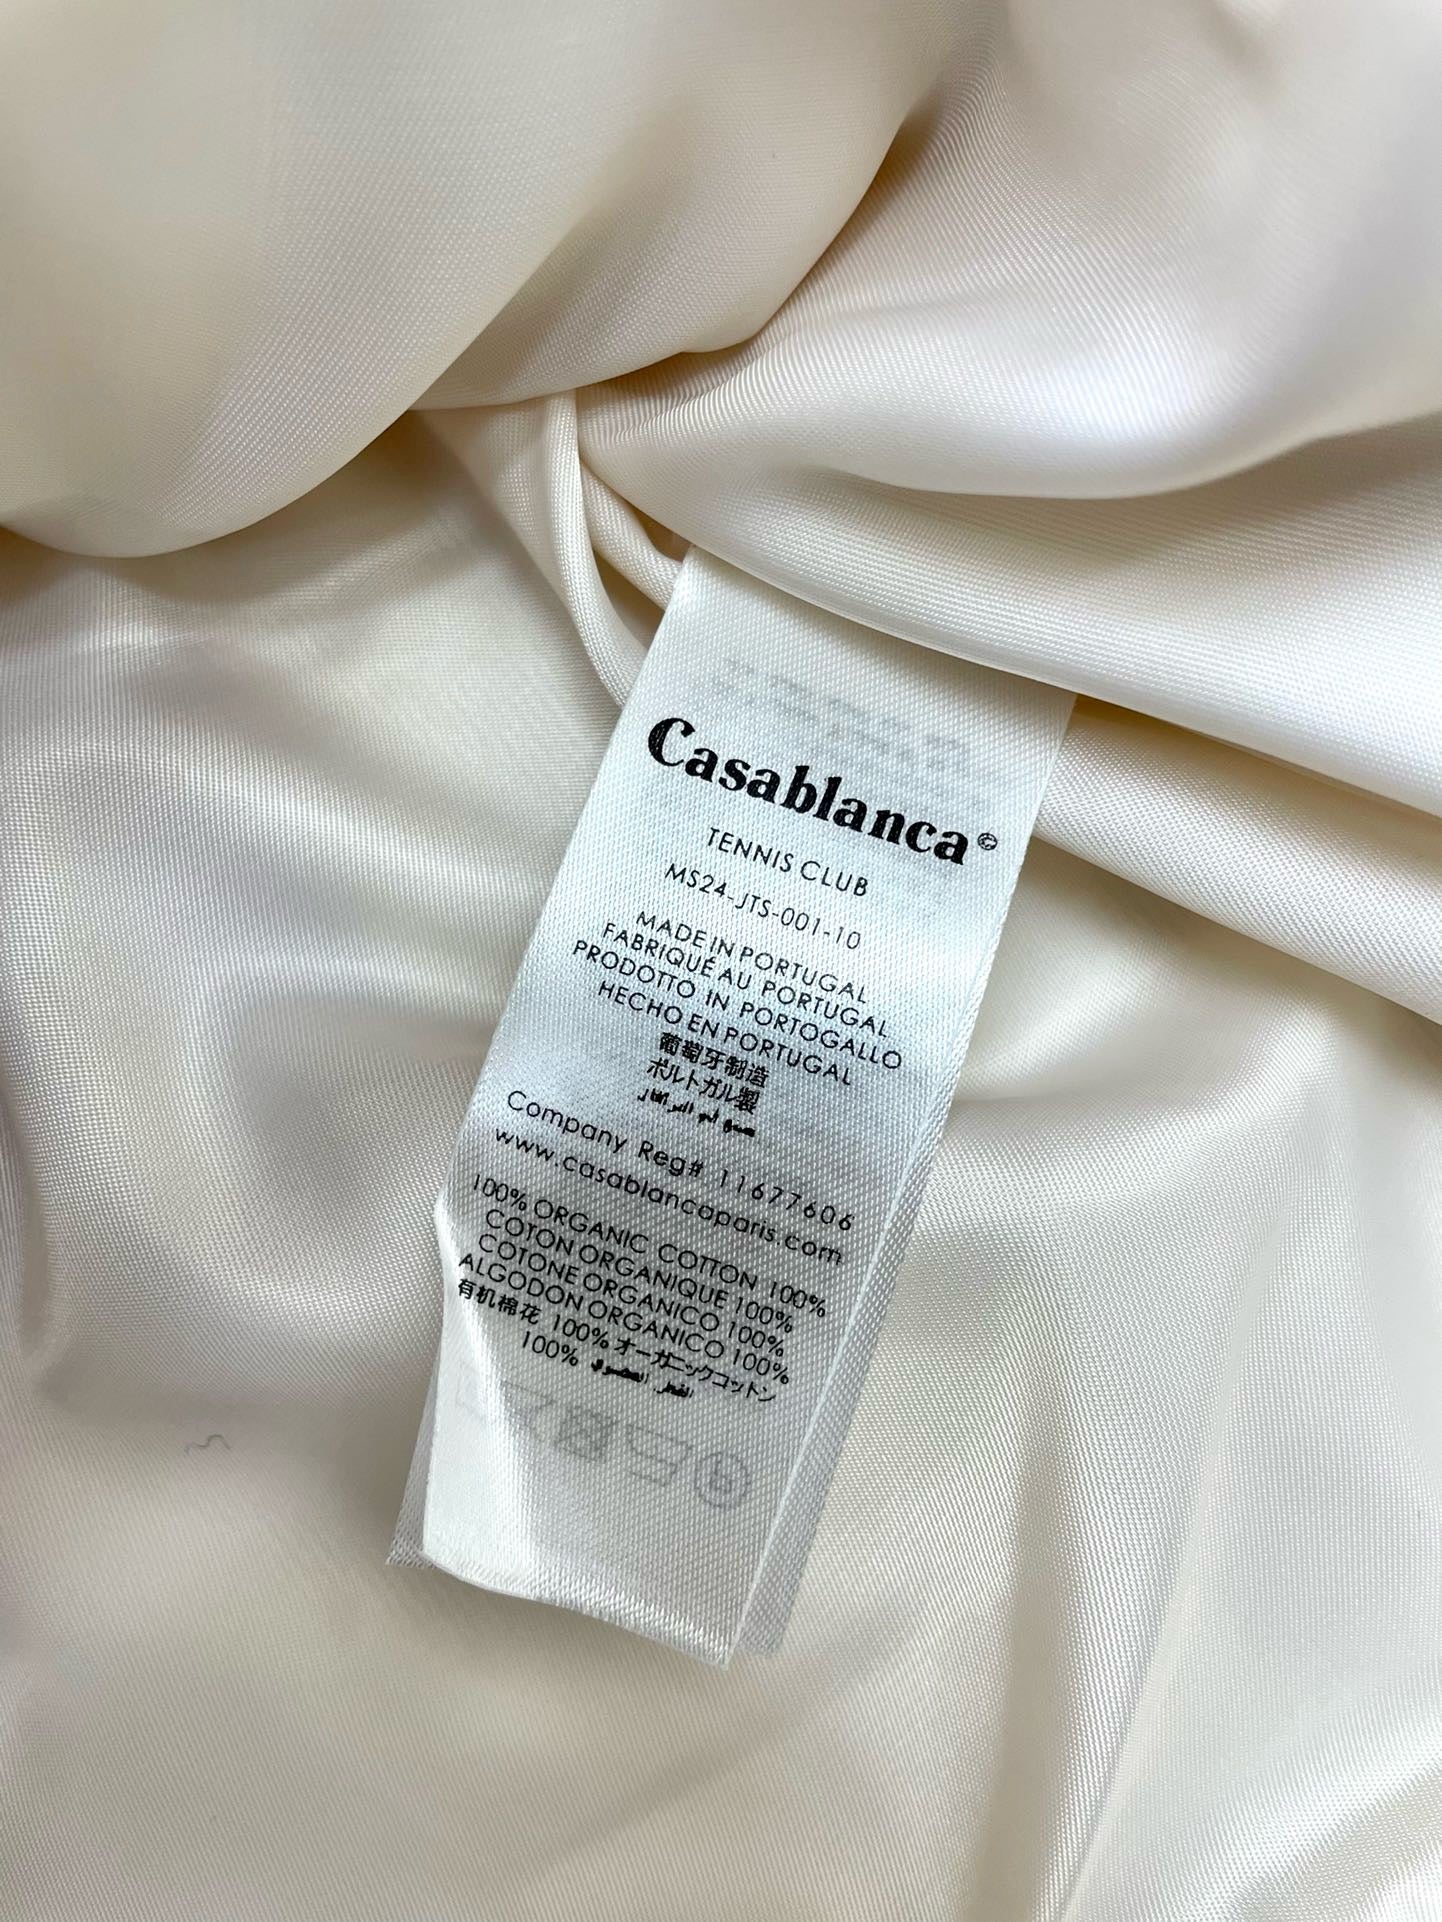 Casablanca©
TENNIS CLUB
MS24-JTS-001-10
MADE IN PORTUGAL
FABRIQUÉ AU PORTUGAL
PRODOTTO IN PORTOGALLO
HECHO EN PORTUGAL
葡萄牙制造
ポルトガル製
Company Reg# 11677606
www.casablancaparis.com
100% ORGANIC COTTON 100%
COTON ORGANIQUE 100%
COTONE ORGANICO 100%
ALGODON ORGANICO 100%
有机棉花 100% オーガニックコットン
100%